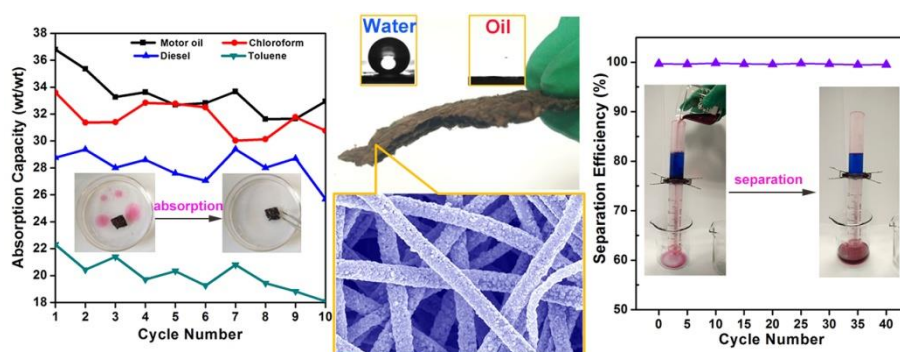 38
36
34
32
30
28
26
24
22
20
18
Absorption Capacity (wt/wt)
Motor oil
Chloroform
Diesel
Toluene
absorption
1 2 3 4 5 6 7 8 9 10
Cycle Number
Water
Oil
100
90
80
70
60
50
Separation Efficiency (%)
separation
0 5 10 15 20 25 30 35 40
Cycle Number